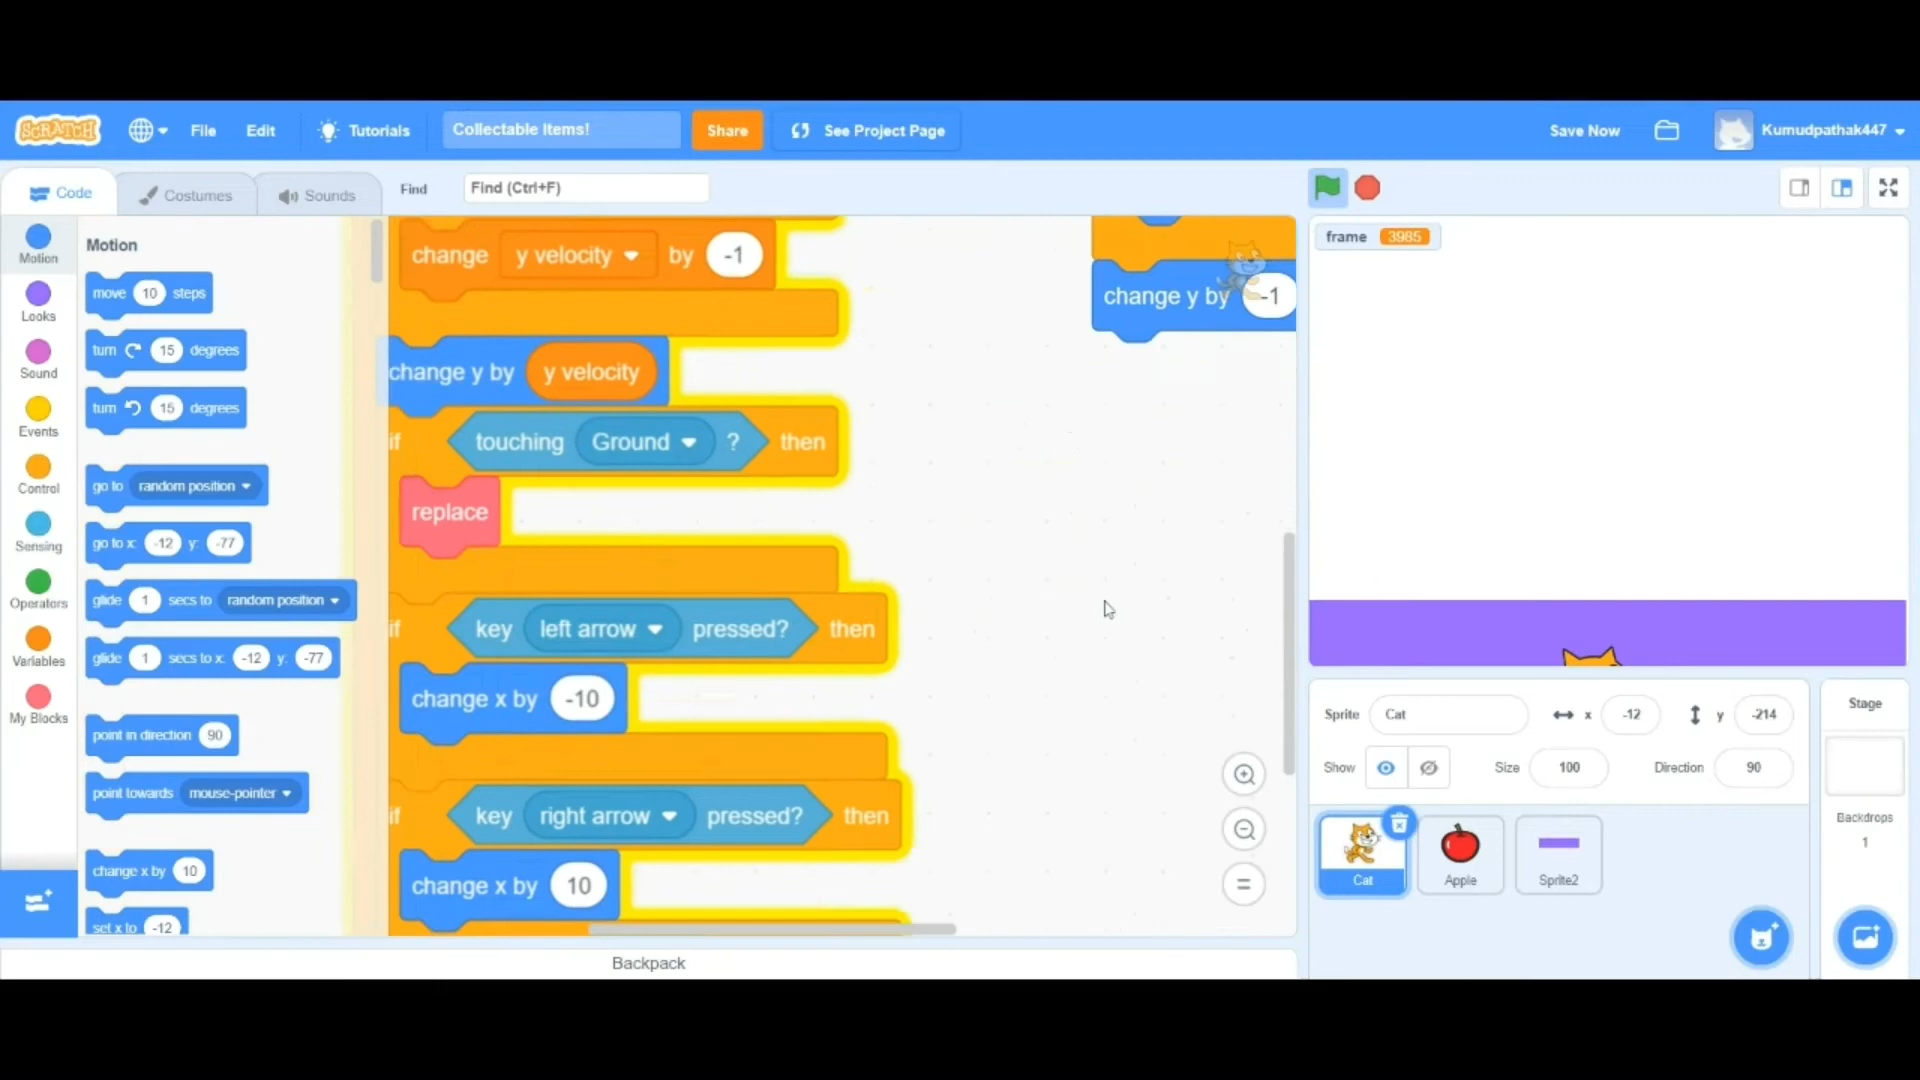 SCRATCH File Edit Tutorials Collectable Items! Share See Project Page Save Now Kumudpathak447
Code Costumes Sounds Find Find (Ctrl+F)
Motion
Looks
Sound
Events
Control
Sensing
Operators
Variables
My Blocks
Motion
move 10 steps
turn 15 degrees
turn 15 degrees
go to random position
go to x: -12 y: -77
glide 1 secs to random position
glide 1 secs to x: -12 y: -77
point in direction 90
point towards mouse-pointer
change x by 10
set x to -12
change y velocity by -1
change y by y velocity
if touching Ground ? then
replace
if key left arrow pressed? then
change x by -10
if key right arrow pressed? then
change x by 10
change y by -1
Backpack
frame 3985
Sprite Cat x -12 y -214
Show Size 100 Direction 90
Cat Apple Sprite2
Stage
Backdrops
1